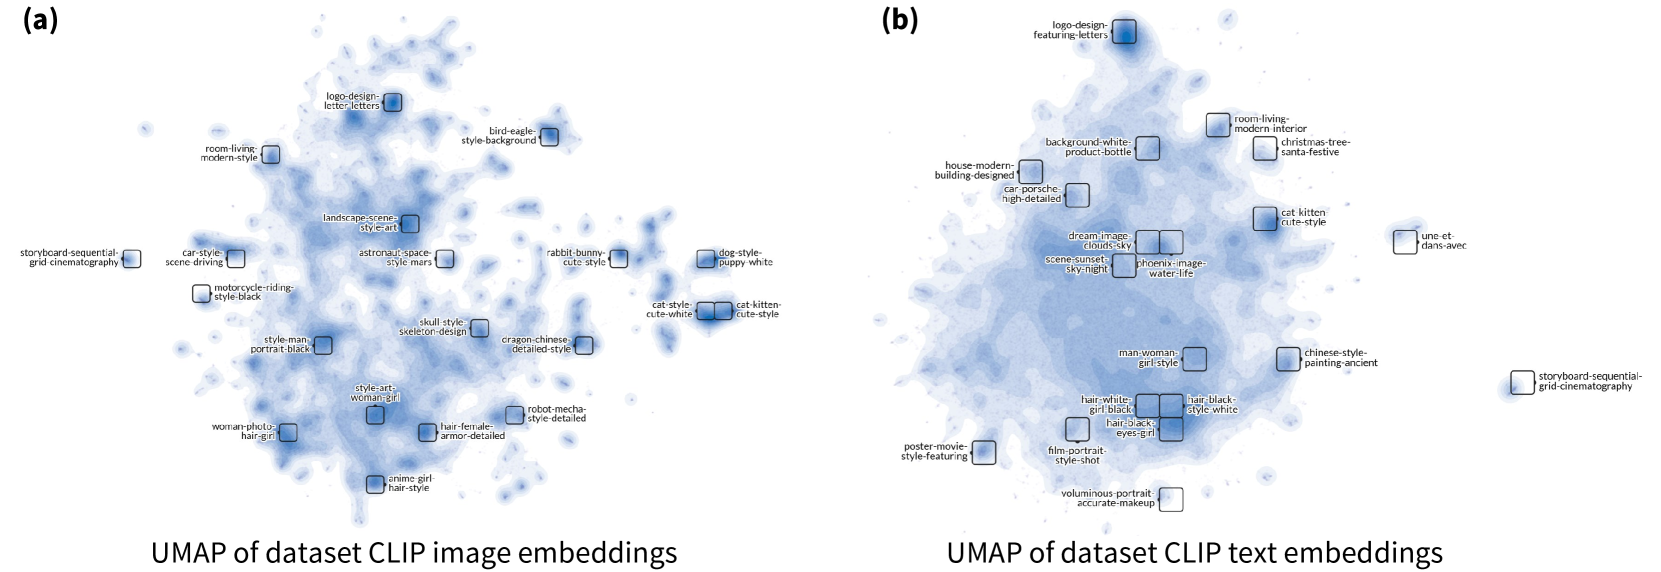 (a)
logo-design-
letter-letters
bird-eagle-
style-background
room-living-
modern-style
landscape-scene-
style-art
storyboard-sequential-
grid-cinematography
car-style-
scene-driving
astronaut-space-
style-mars
rabbit-bunny-
cute-style
dog-style-
puppy-white
motorcycle-riding-
style-black
cat-style-
cute-white
cat-kitten-
cute-style
skull-style-
skeleton-design
style-man-
portrait-black
dragon-chinese-
detailed-style
style-art-
woman-girl
robot-mecha-
style-detailed
woman-photo-
hair-girl
hair-female-
armor-detailed
anime-girl-
hair-style
UMAP of dataset CLIP image embeddings
(b)
logo-design-
featuring-letters
room-living-
modern-interior
background-white-
product-bottle
christmas-tree-
santa-festive
house-modern-
building-designed
car-porsche-
high-detailed
cat-kitten-
cute-style
dream-image-
clouds-sky
une-et-
dans-avec
scene-sunset-
sky-night
phoenix-image-
water-life
man-woman-
girl-style
chinese-style-
painting-ancient
storyboard-sequential-
grid-cinematography
hair-white-
girl-black
hair-black-
style-white
hair-black-
eyes-girl
poster-movie-
style-featuring
film-portrait-
style-shot
voluminous-portrait-
accurate-makeup
UMAP of dataset CLIP text embeddings